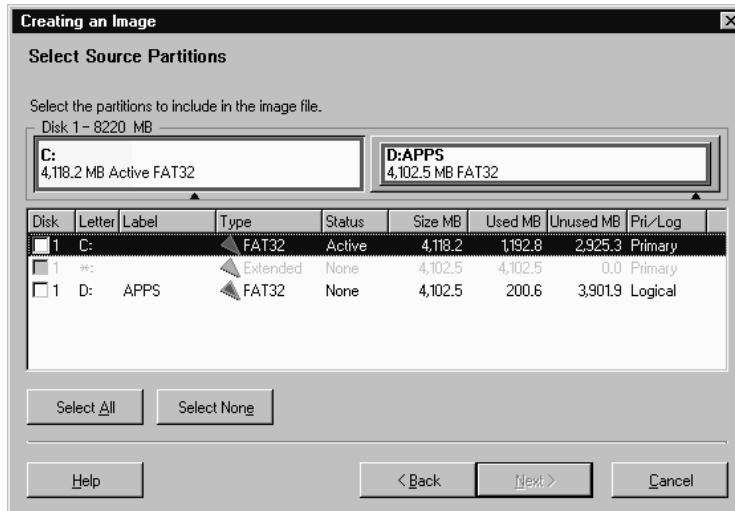 Creating an Image
Select Source Partitions
Select the partitions to include in the image file.
Disk 1 - 8220 MB
C:
4,118.2 MB Active FAT32
D:APPS
4,102.5 MB FAT32
Disk Letter Label Type Status Size MB Used MB Unused MB Pri/Log
1 C: FAT32 Active 4,118.2 1,192.8 2,925.3 Primary
1 *: Extended None 4,102.5 4,102.5 0.0 Primary
1 D: APPS FAT32 None 4,102.5 200.6 3,901.9 Logical
Select All Select None
Help < Back Next > Cancel